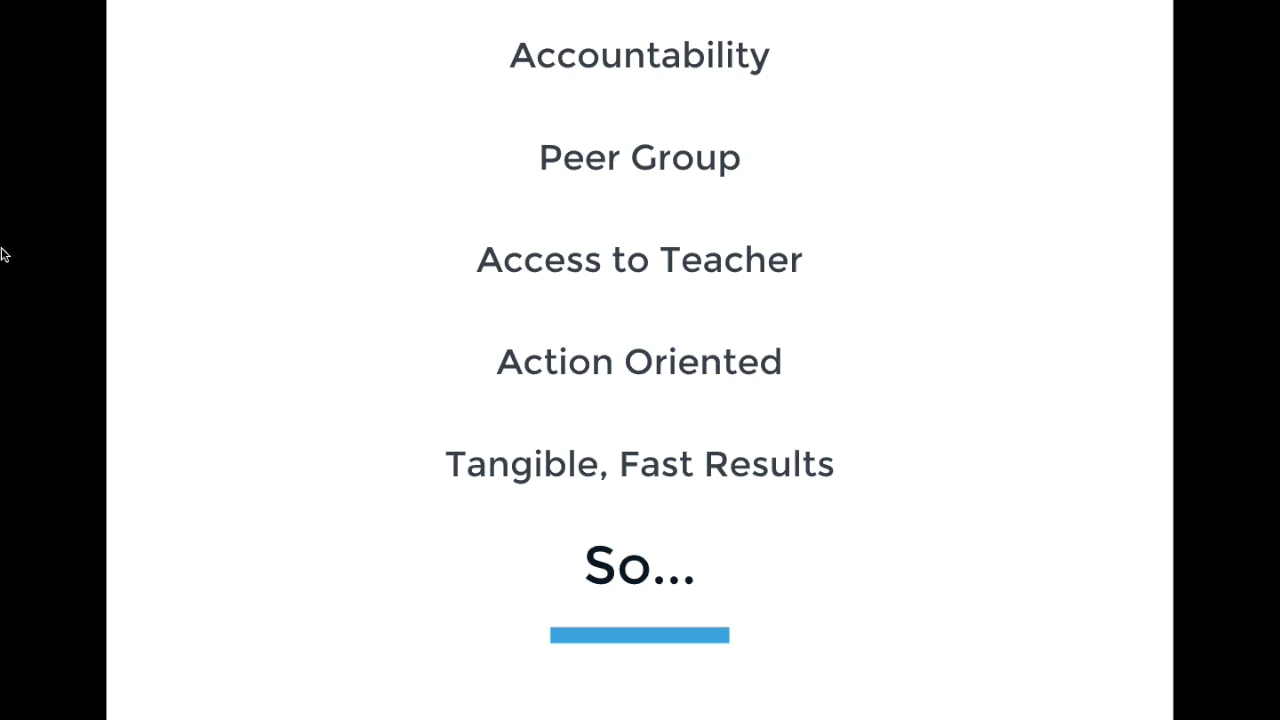 Accountability
Peer Group
Access to Teacher
Action Oriented
Tangible, Fast Results
So...